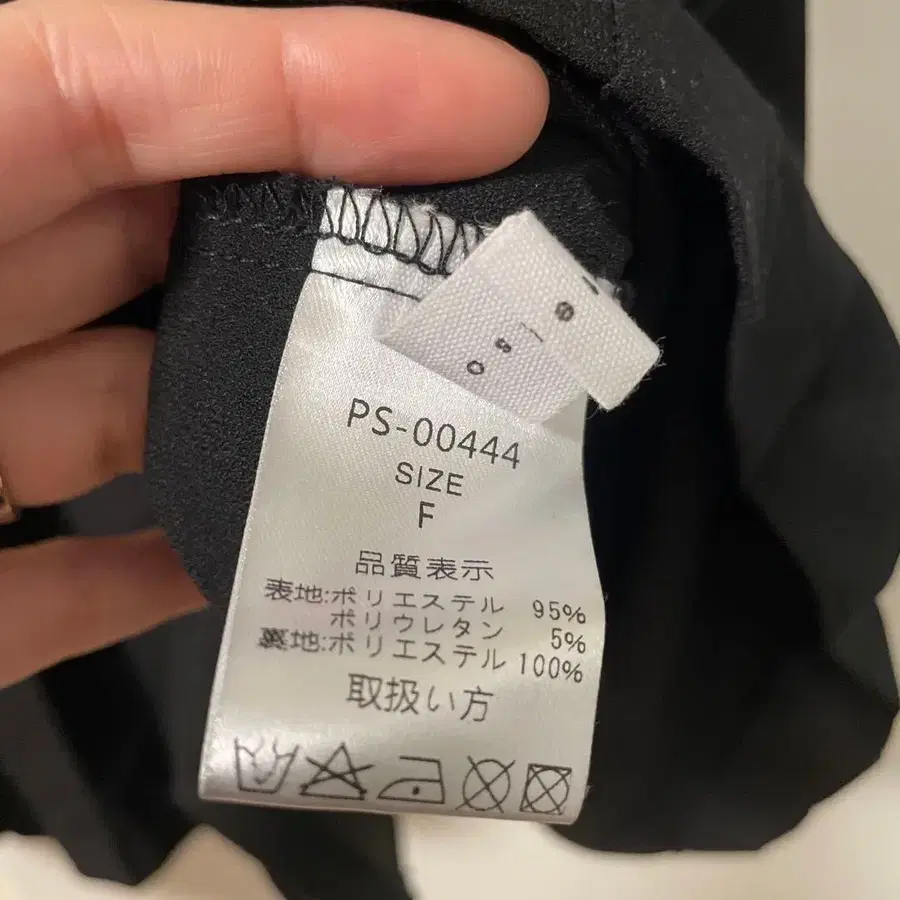 PS-00444
SIZE
F
品質表示
表地:ポリエステル 95%
ポリウレタン 5%
裏地:ポリエステル 100%
取扱い方